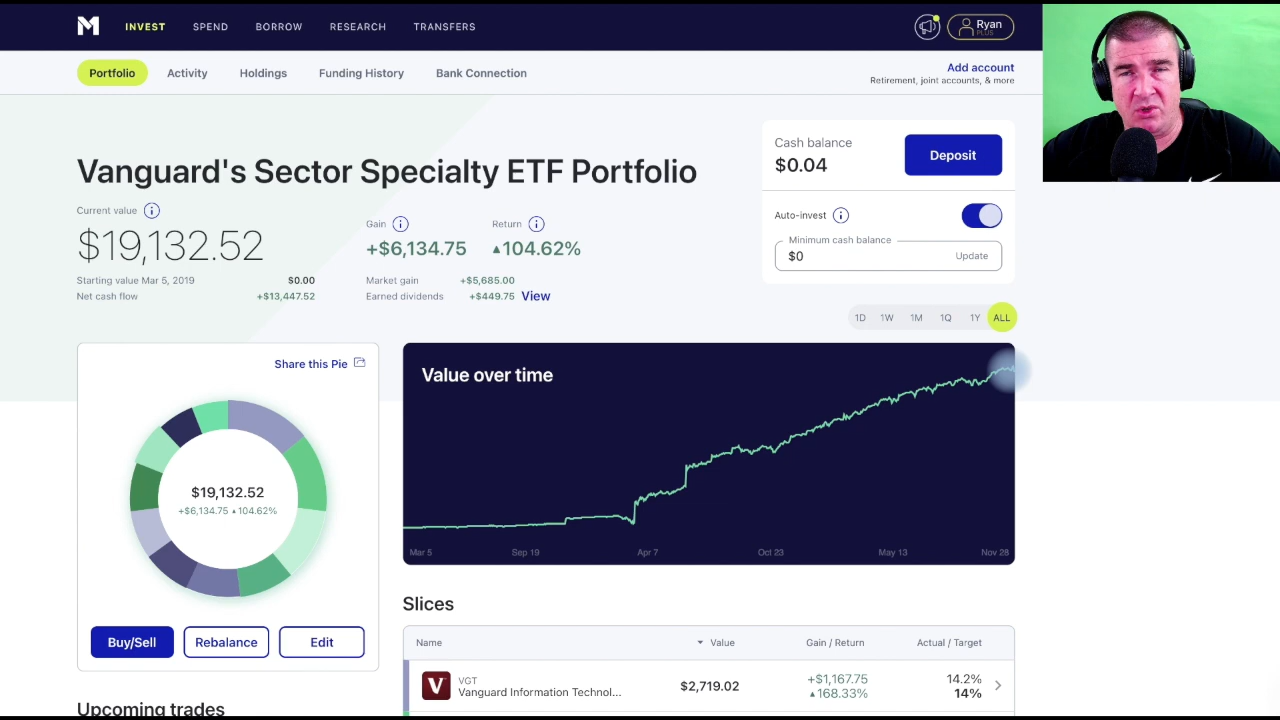 INVEST SPEND BORROW RESEARCH TRANSFERS
Ryan
PLUS
Portfolio Activity Holdings Funding History Bank Connection
Add account
Retirement, joint accounts, & more
Vanguard's Sector Specialty ETF Portfolio
Cash balance
$0.04
Deposit
Auto-invest
Minimum cash balance
$0
Update
Current value
$19,132.52
Starting value Mar 5, 2019 $0.00
Net cash flow +$13,447.52
Gain
+$6,134.75
Return
▲104.62%
Market gain +$5,685.00
Earned dividends +$449.75 View
1D 1W 1M 1Q 1Y ALL
Share this Pie
$19,132.52
+$6,134.75 ▲ 104.62%
Buy/Sell Rebalance Edit
Upcoming trades
Value over time
Mar 5 Sep 19 Apr 7 Oct 23 May 13 Nov 28
Slices
Name Value Gain / Return Actual / Target
V
VGT
Vanguard Information Technol...
$2,719.02
+$1,167.75
▲168.33%
14.2%
14%